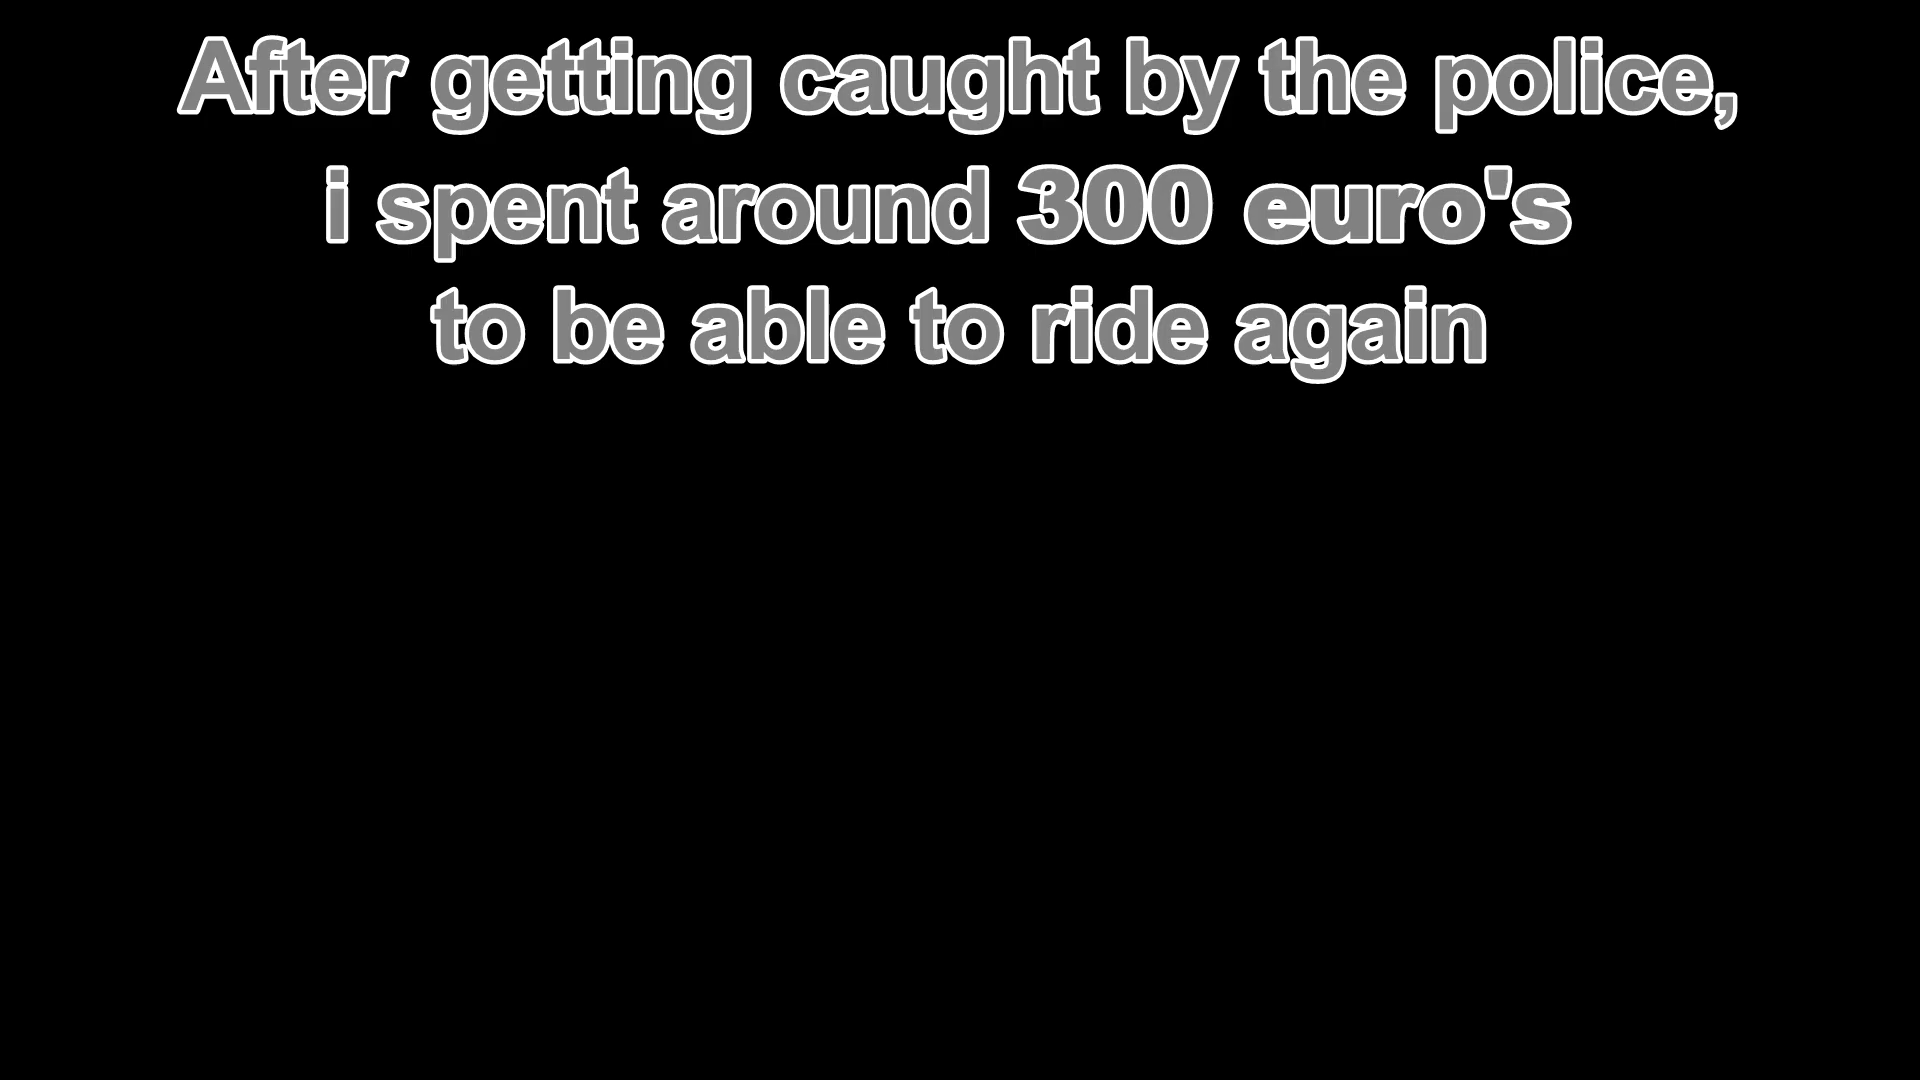 After getting caught by the police,
i spent around 300 euro's
to be able to ride again